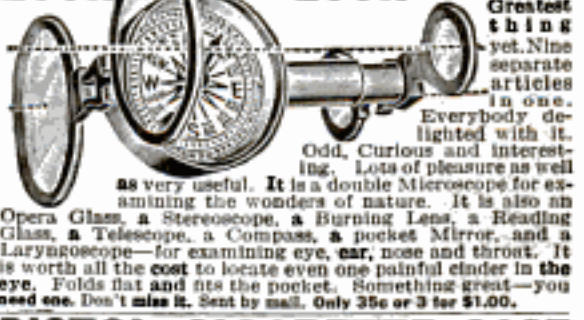 Greatest
thing
yet. Nine
separate
articles
in one.
Everybody de-
lighted with it.
Odd, Curious and interest-
ing. Lots of pleasure as well
as very useful. It is a double Microscope for ex-
amining the wonders of nature. It is also an
Opera Glass, a Stereoscope, a Burning Lens, a Reading
Glass, a Telescope, a Compass, a pocket Mirror, and a
Laryngoscope—for examining eye, ear, nose and throat. It
is worth all the cost to locate even one painful cinder in the
eye. Folds flat and fits the pocket. Something great—you
need one. Don't miss it. Sent by mail. Only 35c or 3 for $1.00.
W E